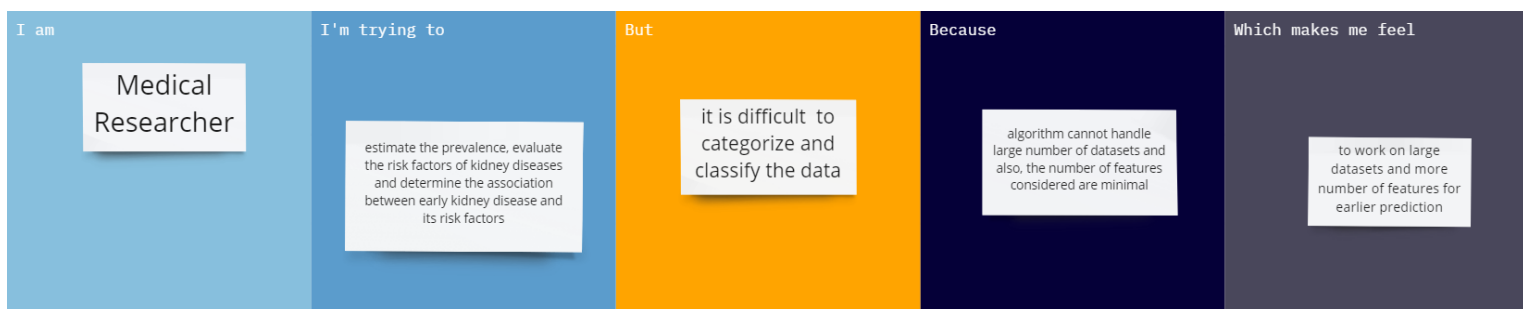 I am
Medical
Researcher
I'm trying to
estimate the prevalence, evaluate
the risk factors of kidney diseases
and determine the association
between early kidney disease and
its risk factors
But
it is difficult to
categorize and
classify the data
Because
algorithm cannot handle
large number of datasets and
also, the number of features
considered are minimal
Which makes me feel
to work on large
datasets and more
number of features for
earlier prediction